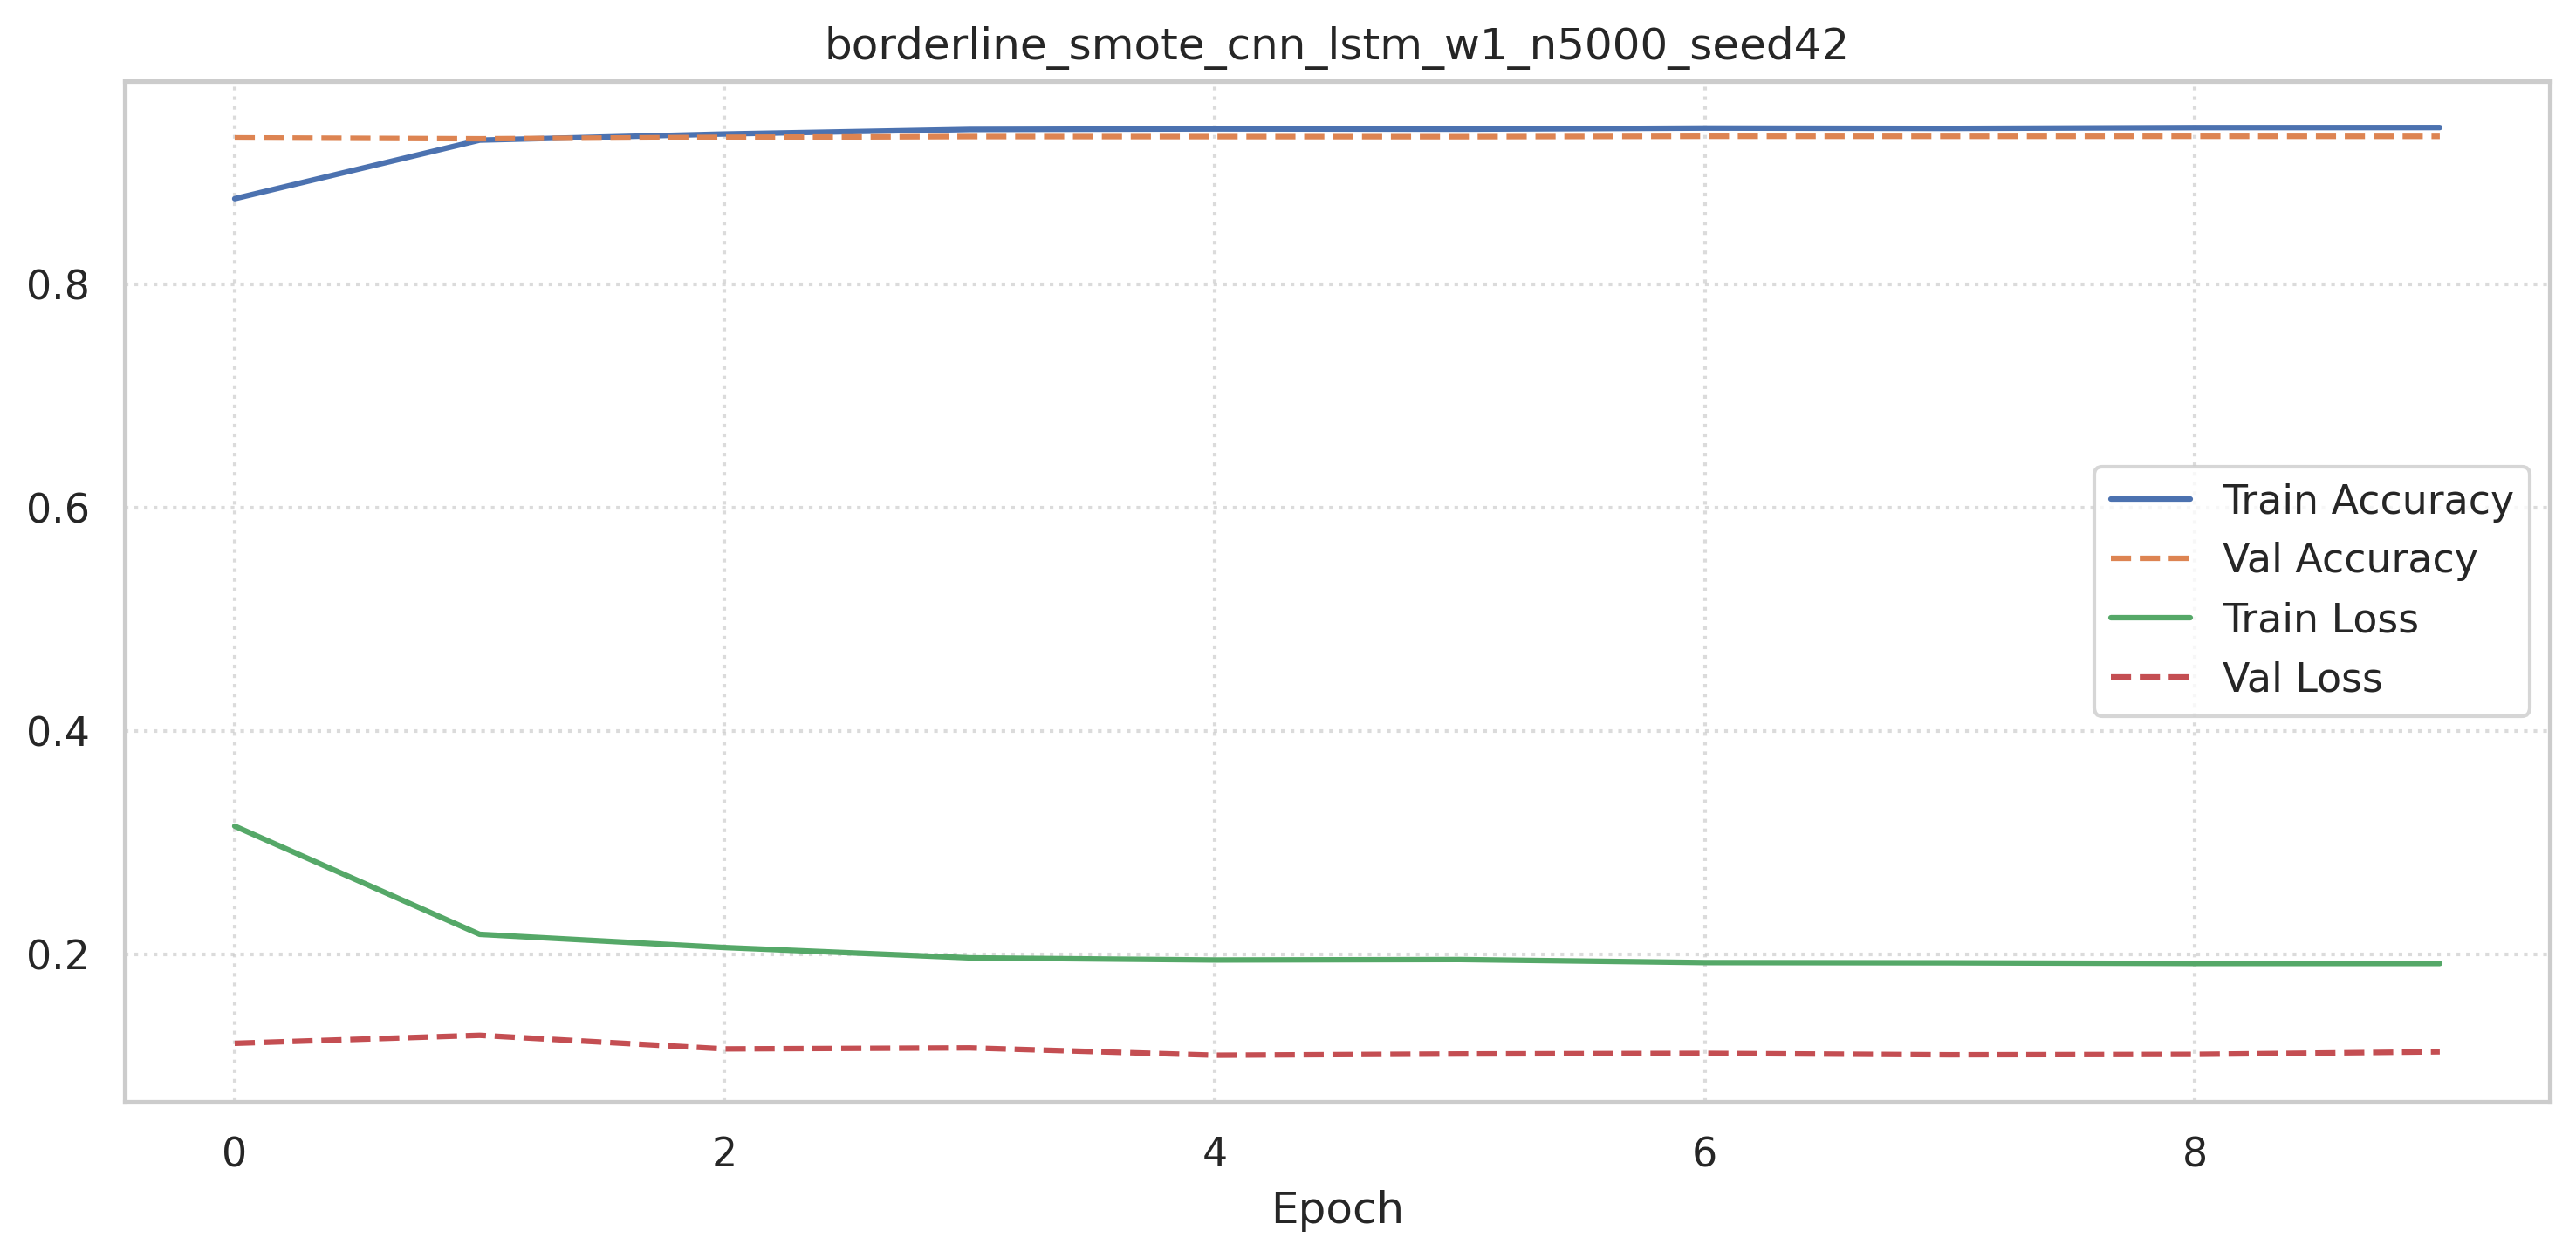 borderline_smote_cnn_lstm_w1_n5000_seed42
0.8
0.6
0.4
0.2
Train Accuracy
Val Accuracy
Train Loss
Val Loss
0 2 4 6 8
Epoch